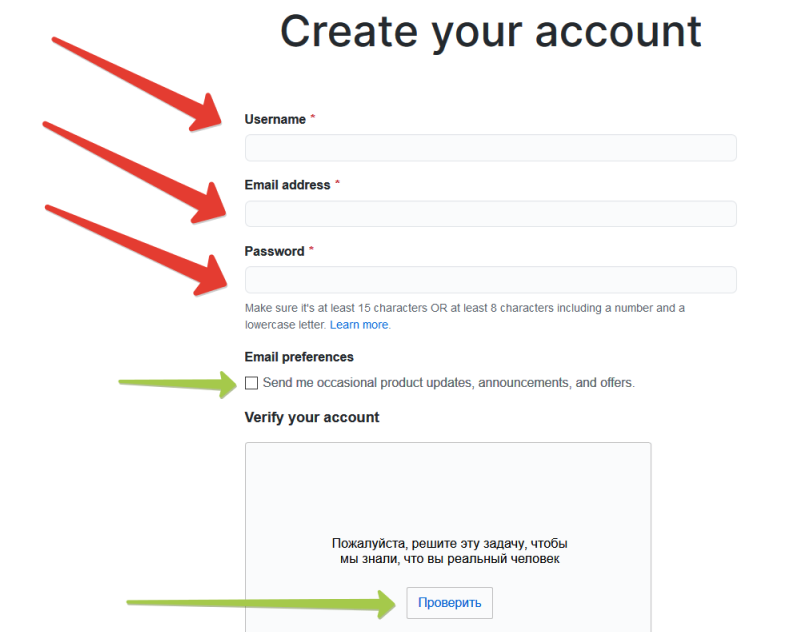 Create your account
Username *
Email address *
Password *
Make sure it's at least 15 characters OR at least 8 characters including a number and a
lowercase letter. Learn more.
Email preferences
Send me occasional product updates, announcements, and offers.
Verify your account
Пожалуйста, решите эту задачу, чтобы
мы знали, что вы реальный человек
Проверить